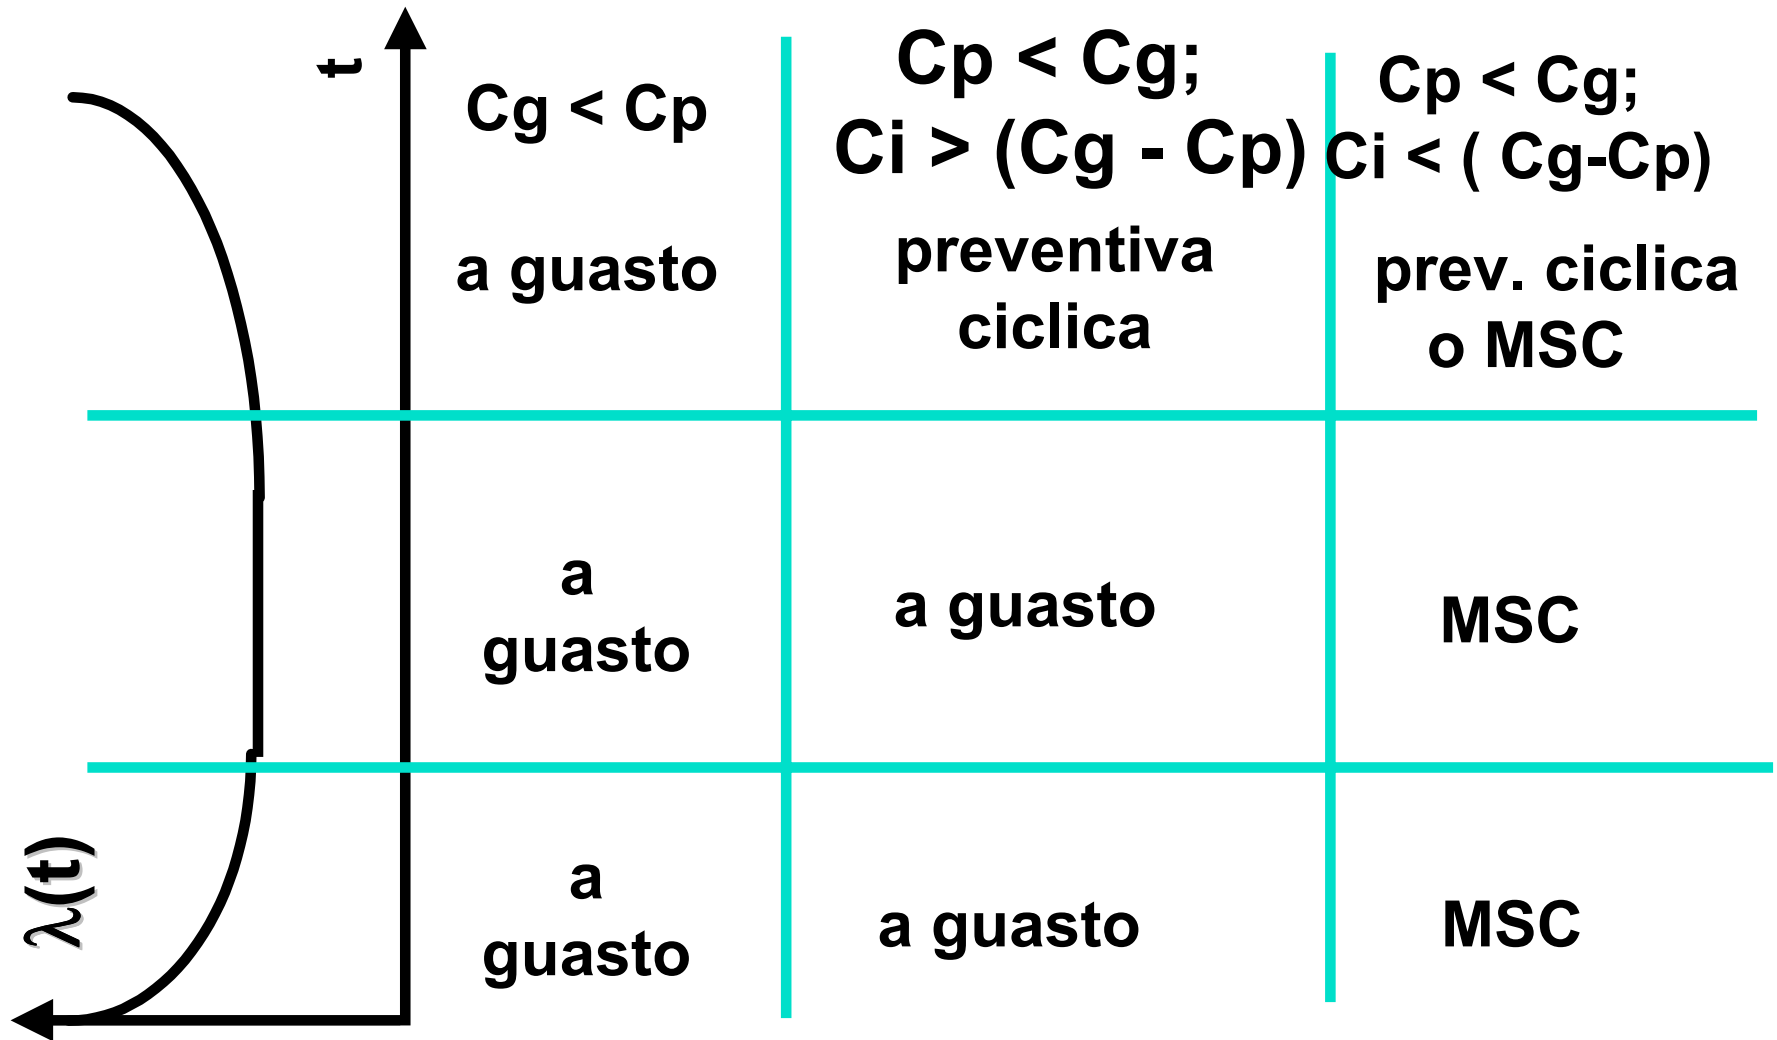 t
Cg < Cp
Cp < Cg;
Ci > (Cg - Cp)
Cp < Cg;
Ci < ( Cg-Cp)
a guasto
preventiva
ciclica
prev. ciclica
o MSC
a
guasto
a guasto
MSC
λ(t)
a
guasto
a guasto
MSC